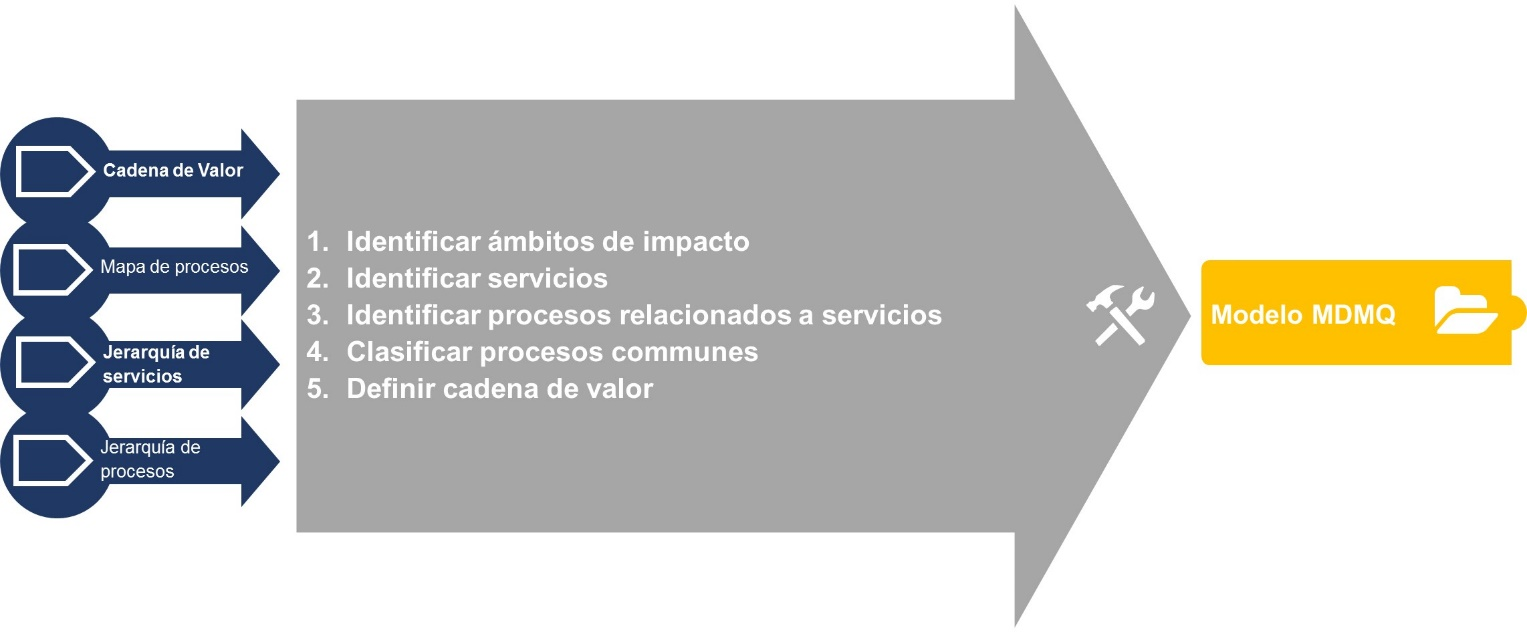 Cadena de Valor
Mapa de procesos
Jerarquía de
servicios
Jerarquía de
procesos
1. Identificar ámbitos de impacto
2. Identificar servicios
3. Identificar procesos relacionados a servicios
4. Clasificar procesos communes
5. Definir cadena de valor
Modelo MDMQ